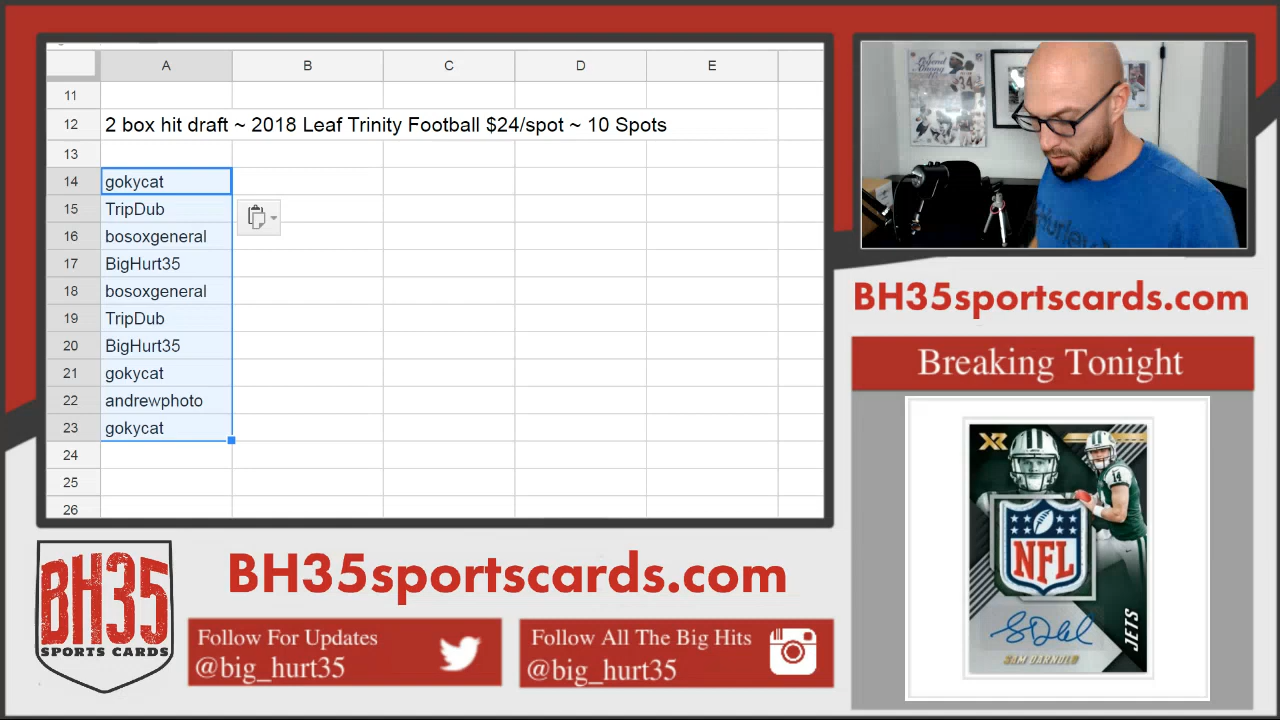 A B C D E
11
12 2 box hit draft ~ 2018 Leaf Trinity Football $24/spot ~ 10 Spots
13
14 gokycat
15 TripDub
16 bosoxgeneral
17 BigHurt35
18 bosoxgeneral
19 TripDub
20 BigHurt35
21 gokycat
22 andrewphoto
23 gokycat
24
25
26
BH35sportscards.com
Breaking Tonight
XR
14
NFL
JETS
SAM DARNOLD
BH35
SPORTS CARDS
BH35sportscards.com
Follow For Updates
@big_hurt35
Follow All The Big Hits
@big_hurt35